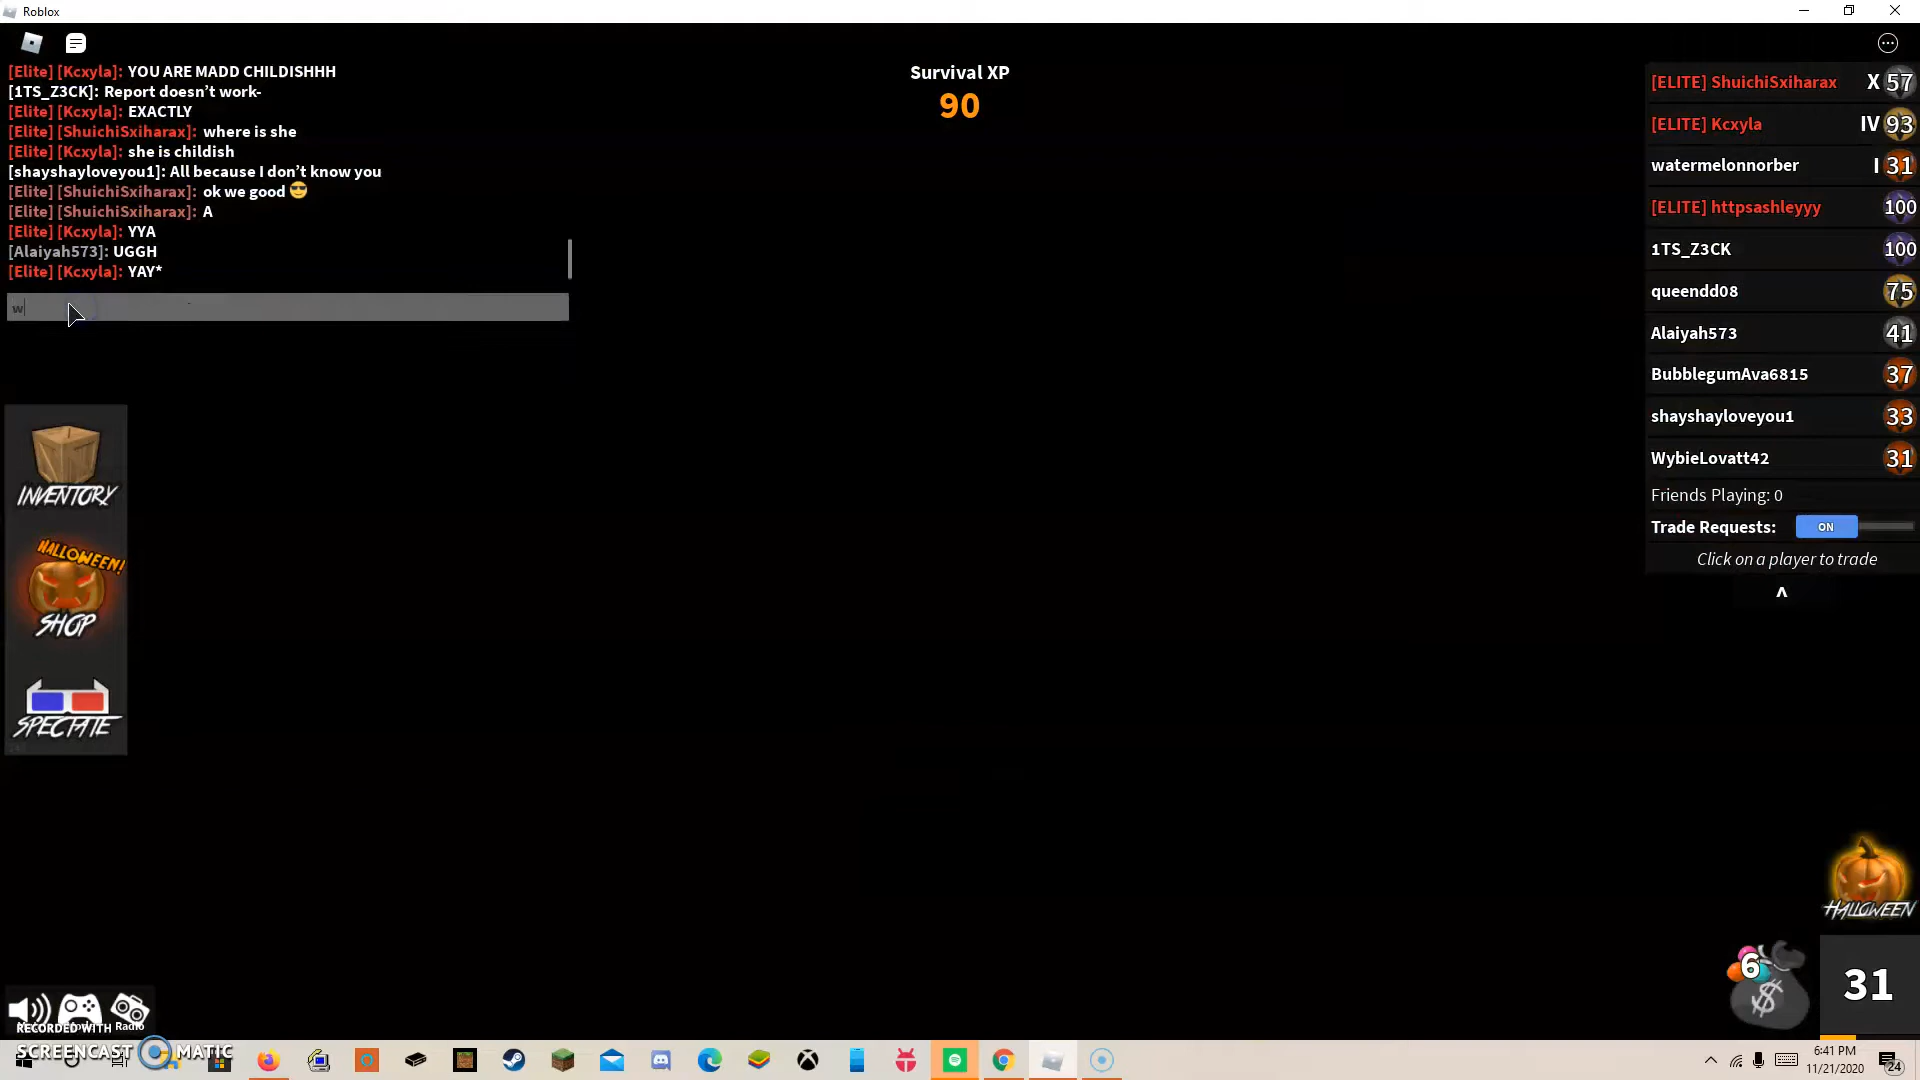 Roblox
[Elite] [Kcxyla]: YOU ARE MADD CHILDISHHH
[1TS_Z3CK]: Report doesn't work-
[Elite] [Kcxyla]: EXACTLY
[Elite] [ShuichiSxiharax]: where is she
[Elite] [Kcxyla]: she is childish
[shayshayloveyou1]: All because I don't know you
[Elite] [ShuichiSxiharax]: ok we good 😎
[Elite] [ShuichiSxiharax]: A
[Elite] [Kcxyla]: YYA
[Alaiyah573]: UGGH
[Elite] [Kcxyla]: YAY*
w
Survival XP
90
[ELITE] ShuichiSxiharax X 57
[ELITE] Kcxyla IV 93
watermelonnorber I 31
[ELITE] httpsashleyyy 100
1TS_Z3CK 100
queendd08 75
Alaiyah573 41
BubblegumAva6815 37
shayshayloveyou1 33
WybieLovatt42 31
Friends Playing: 0
Trade Requests: ON
Click on a player to trade
^
INVENTORY
HALLOWEEN!
SHOP
SPECTATE
HALLOWEEN
6
$
31
Radio
RECORDED WITH
SCREENCAST MATIC
6:41 PM
11/21/2020
24